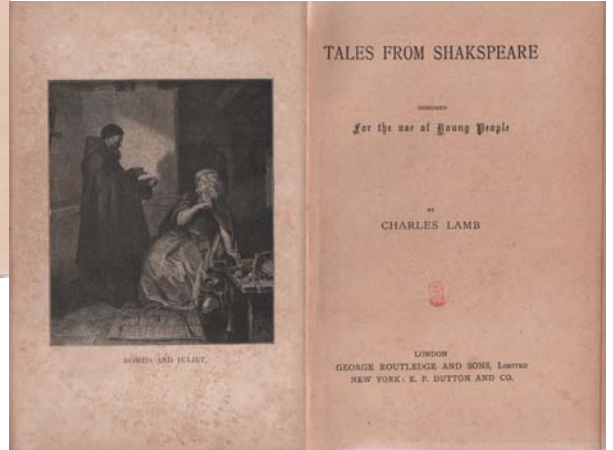 ROMEO AND JULIET.
TALES FROM SHAKSPEARE
DESIGNED
For the use of Young People
BY
CHARLES LAMB
LONDON
GEORGE ROUTLEDGE AND SONS, LIMITED
NEW YORK: E. P. DUTTON AND CO.